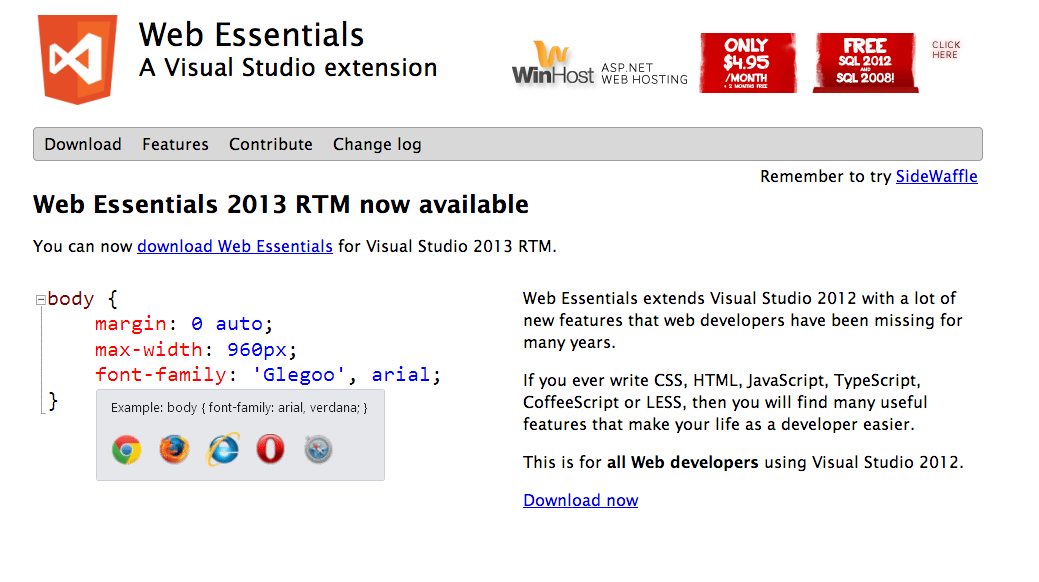 Web Essentials
A Visual Studio extension
WinHost
ASP.NET
WEB HOSTING
ONLY
$4.95
/MONTH
+ 2 MONTHS FREE
FREE
SQL 2012
AND
SQL 2008!
CLICK
HERE
Download Features Contribute Change log
Remember to try SideWaffle
Web Essentials 2013 RTM now available
You can now download Web Essentials for Visual Studio 2013 RTM.
body {
margin: 0 auto;
max-width: 960px;
font-family: 'Glegoo', arial;
}
Example: body { font-family: arial, verdana; }
Web Essentials extends Visual Studio 2012 with a lot of
new features that web developers have been missing for
many years.
If you ever write CSS, HTML, JavaScript, TypeScript,
CoffeeScript or LESS, then you will find many useful
features that make your life as a developer easier.
This is for all Web developers using Visual Studio 2012.
Download now